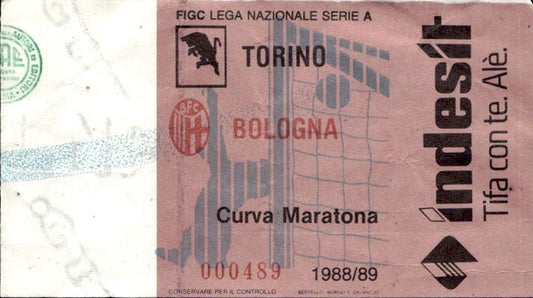 FIGC LEGA NAZIONALE SERIE A
TORINO
BFC
BOLOGNA
Curva Maratona
000489
1988/89
CONSERVARE PER IL CONTROLLO
indesit
Tifa con te. Alè.